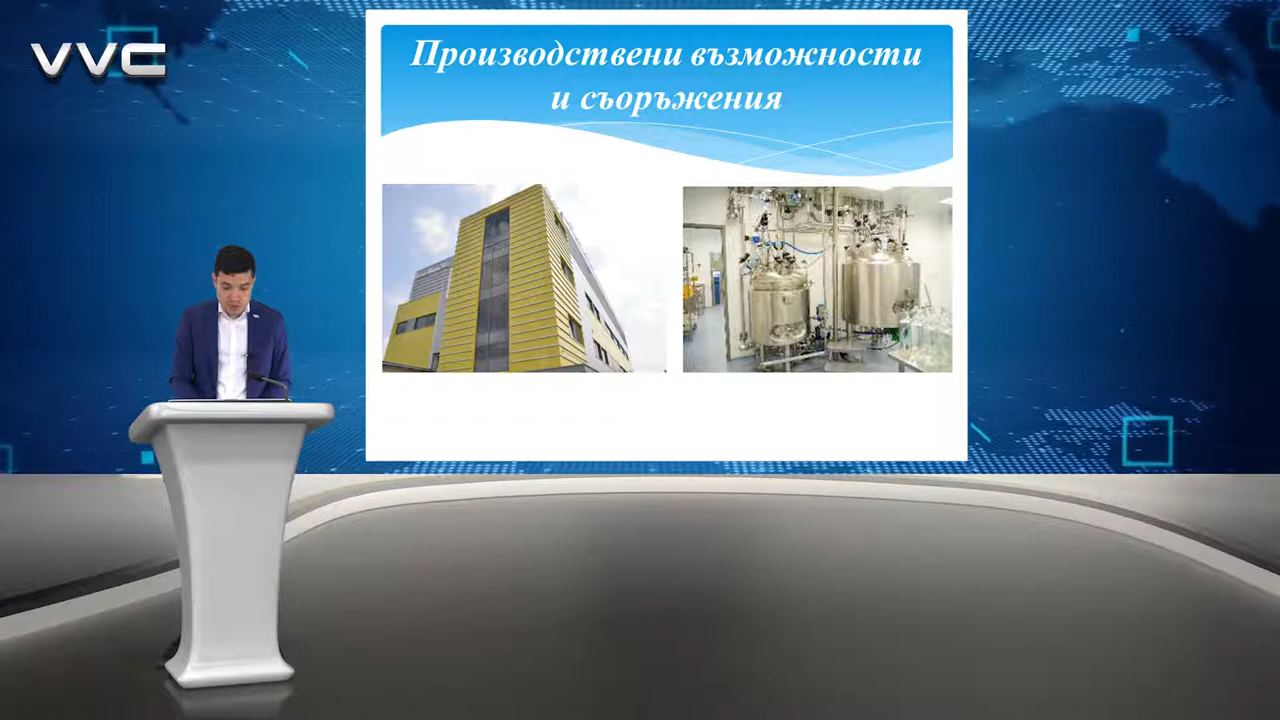 VVC
Производствени възможности
и съоръжения